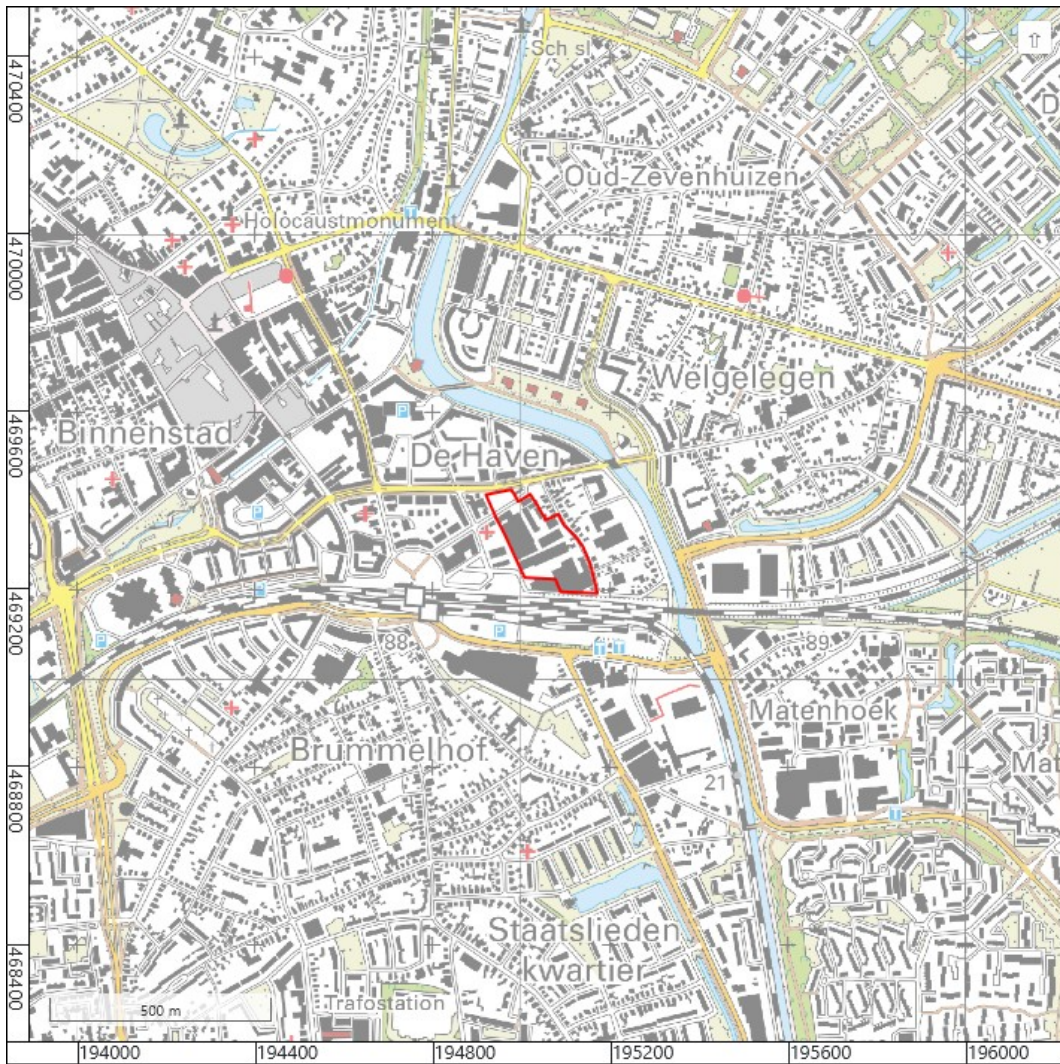 Sch sl
D
Oud-Zevenhuizen
Holocaustmonument
470400
470000
Welgelegen
Binnenstad
P
De Haven
469600
P
P
P
469200
88
89
Matenhoek
Brummelhof
Mat
21
468800
Staatslieden
kwartier
Trafostation
468400
500 m
194000
194400
194800
195200
195600
196000